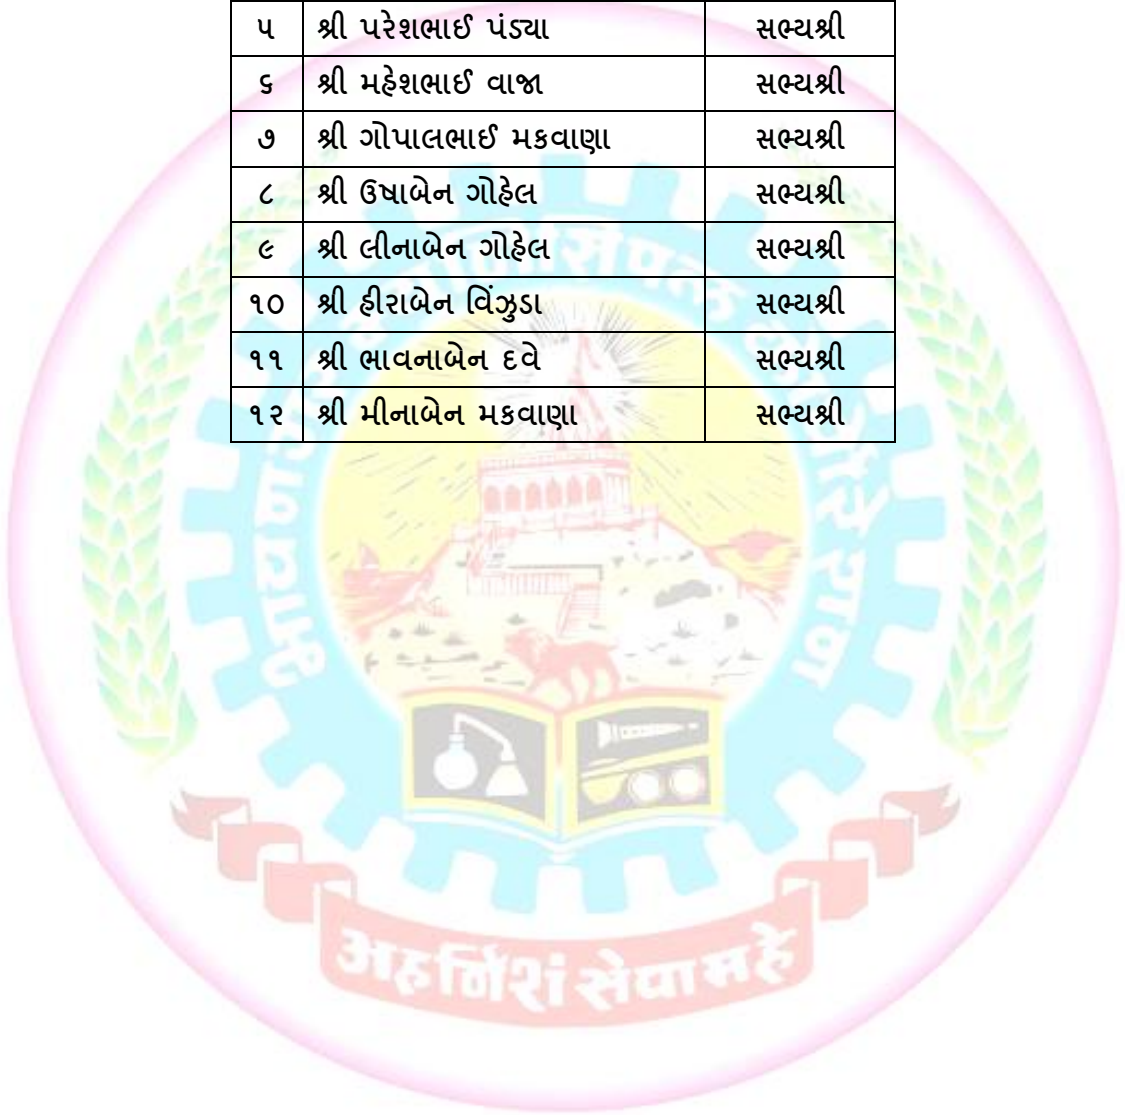 ૫ શ્રી પરેશભાઈ પંડ્યા સભ્યશ્રી
૬ શ્રી મહેશભાઈ વાજા સભ્યશ્રી
૭ શ્રી ગોપાલભાઈ મકવાણા સભ્યશ્રી
૮ શ્રી ઉષાબેન ગોહેલ સભ્યશ્રી
૯ શ્રી લીનાબેન ગોહેલ સભ્યશ્રી
૧૦ શ્રી હીરાબેન વિંઝુડા સભ્યશ્રી
૧૧ શ્રી ભાવનાબેન દવે સભ્યશ્રી
૧૨ શ્રી મીનાબેન મકવાણા સભ્યશ્રી
अहर्निशं सेवामहे